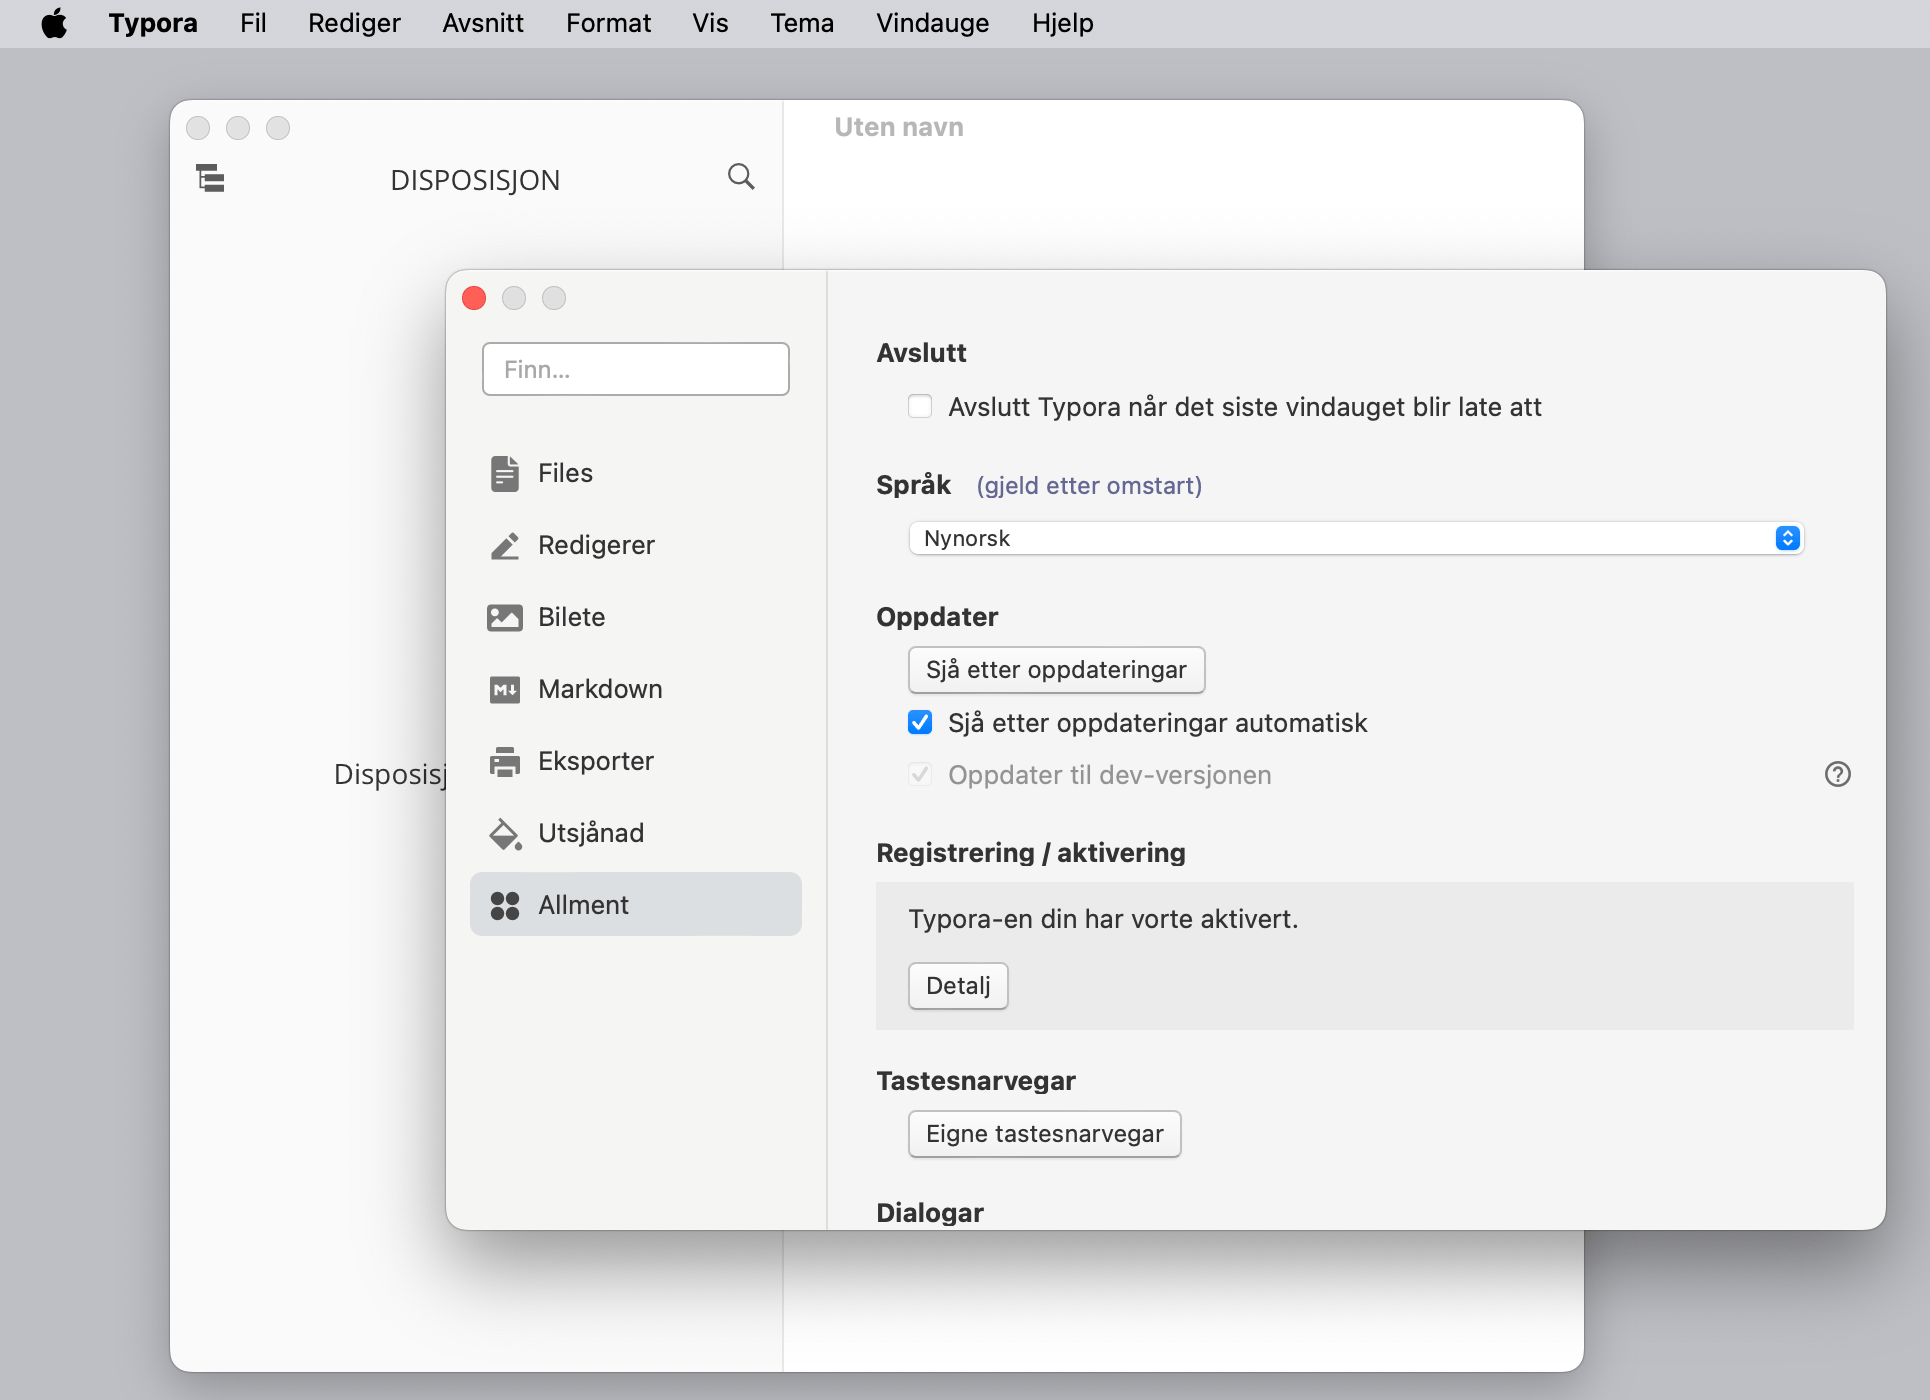 Typora Fil Rediger Avsnitt Format Vis Tema Vindauge Hjelp
Uten navn
DISPOSISJON
Disposisj
Finn...
Files
Redigerer
Bilete
Markdown
Eksporter
Utsjånad
Allment
Avslutt
Avslutt Typora når det siste vindauget blir late att
Språk (gjeld etter omstart)
Nynorsk
Oppdater
Sjå etter oppdateringar
Sjå etter oppdateringar automatisk
Oppdater til dev-versjonen
Registrering / aktivering
Typora-en din har vorte aktivert.
Detalj
Tastesnarvegar
Eigne tastesnarvegar
Dialogar